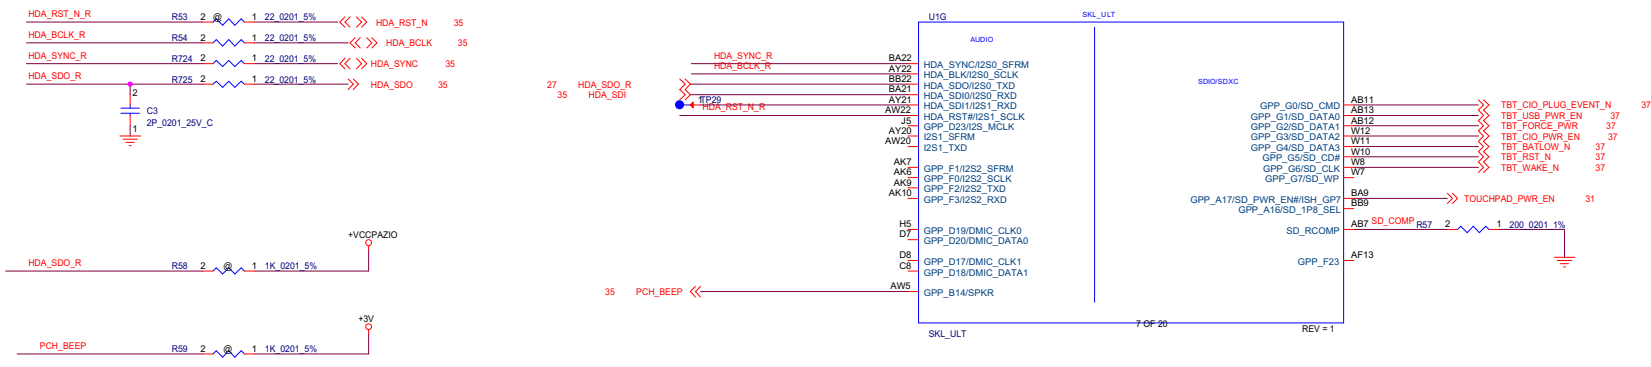 HDA_RST_N_R R53 2 @ 1 22_0201_5% HDA_RST_N 35
HDA_BCLK_R R54 2 1 22_0201_5% HDA_BCLK 35
HDA_SYNC_R R724 2 1 22_0201_5% HDA_SYNC 35
HDA_SDO_R R725 2 1 22_0201_5% HDA_SDO 35
2
C3
2P_0201_25V_C
1
+VCCPAZIO
HDA_SDO_R R58 2 @ 1 1K_0201_5%
+3V
PCH_BEEP R59 2 @ 1 1K_0201_5%
U1G
SKL_ULT
AUDIO
SDIO/SDXC
HDA_SYNC_R BA22 HDA_SYNC/I2S0_SFRM
HDA_BCLK_R AY22 HDA_BLK/I2S0_SCLK
27 HDA_SDO_R BB22 HDA_SDO/I2S0_TXD
35 HDA_SDI BA21 HDA_SDI0/I2S0_RXD
TP29 AY21 HDA_SDI1/I2S1_RXD
HDA_RST_N_R AW22 HDA_RST#/I2S1_SCLK
J5 GPP_D23/I2S_MCLK
AY20 I2S1_SFRM
AW20 I2S1_TXD
AK7 GPP_F1/I2S2_SFRM
AK6 GPP_F0/I2S2_SCLK
AK9 GPP_F2/I2S2_TXD
AK10 GPP_F3/I2S2_RXD
H5 GPP_D19/DMIC_CLK0
D7 GPP_D20/DMIC_DATA0
D8 GPP_D17/DMIC_CLK1
C8 GPP_D18/DMIC_DATA1
35 PCH_BEEP AW5 GPP_B14/SPKR
GPP_G0/SD_CMD AB11 TBT_CIO_PLUG_EVENT_N 37
GPP_G1/SD_DATA0 AB13 TBT_USB_PWR_EN 37
GPP_G2/SD_DATA1 AB12 TBT_FORCE_PWR 37
GPP_G3/SD_DATA2 W12 TBT_CIO_PWR_EN 37
GPP_G4/SD_DATA3 W11 TBT_BATLOW_N 37
GPP_G5/SD_CD# W10 TBT_RST_N 37
GPP_G6/SD_CLK W8 TBT_WAKE_N 37
GPP_G7/SD_WP W7
GPP_A17/SD_PWR_EN#/ISH_GP7 BA9 TOUCHPAD_PWR_EN 31
GPP_A16/SD_1P8_SEL BB9
SD_RCOMP AB7 SD_COMP R57 2 1 200_0201_1%
GPP_F23 AF13
7 OF 20
SKL_ULT
REV = 1